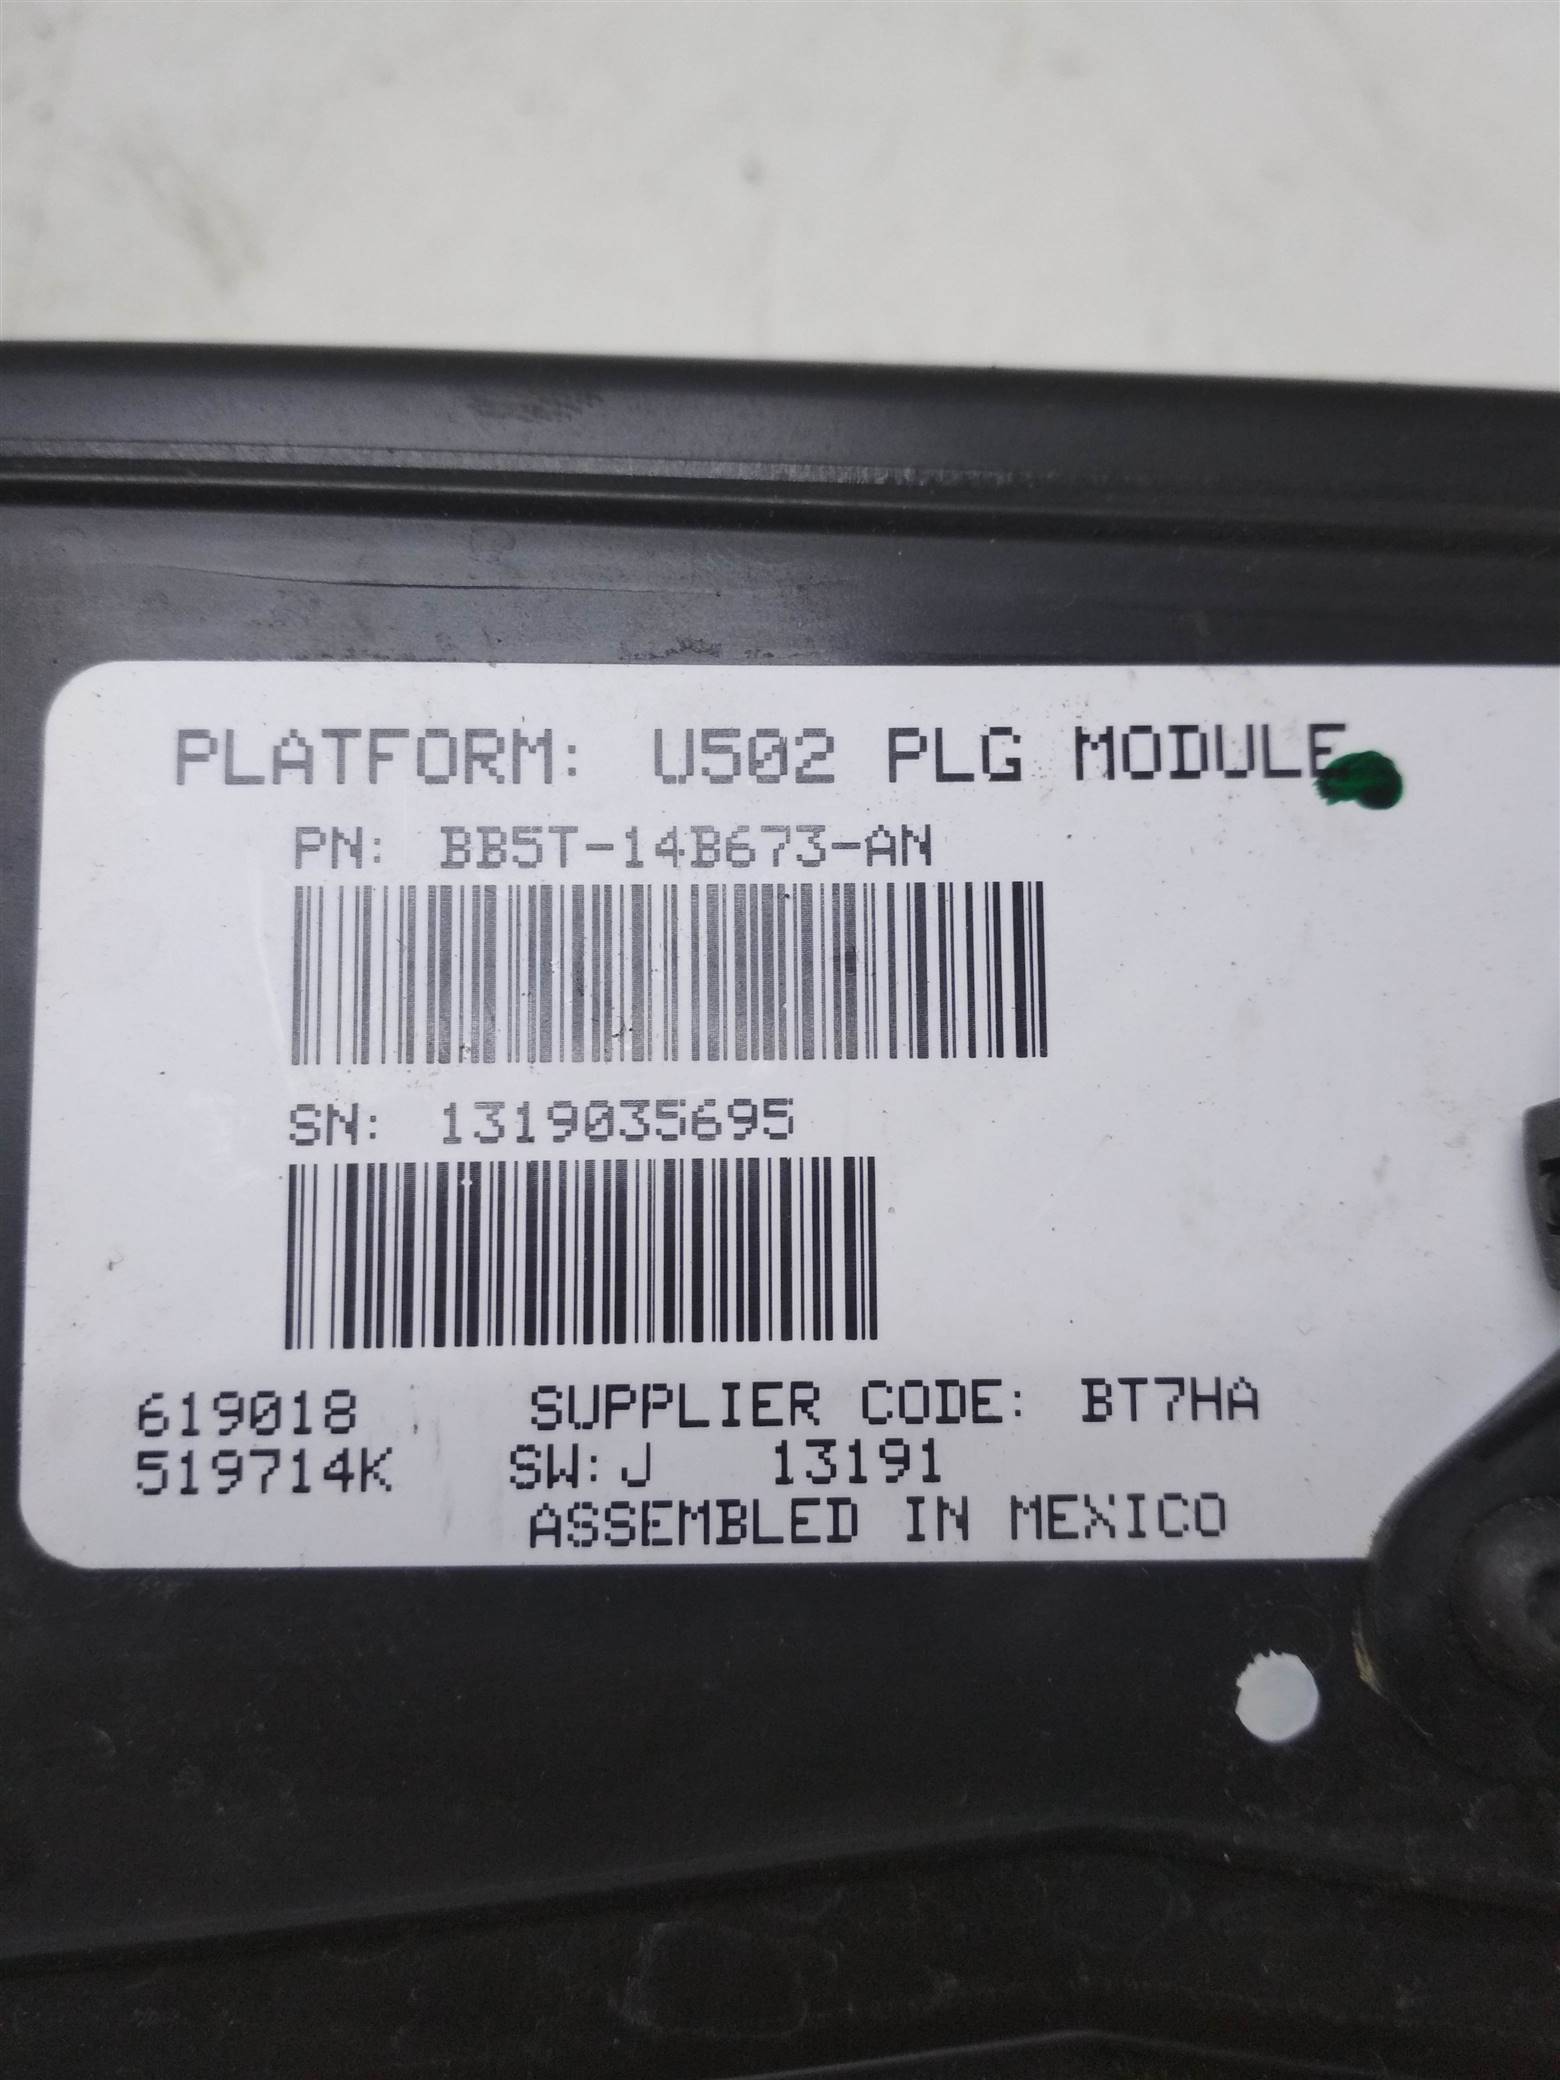 PLATFORM: U502 PLG MODULE
PN: BB5T-14B673-AN
SN: 1319035695
619018 SUPPLIER CODE: BT7HA
519714K SW:J 13191
ASSEMBLED IN MEXICO